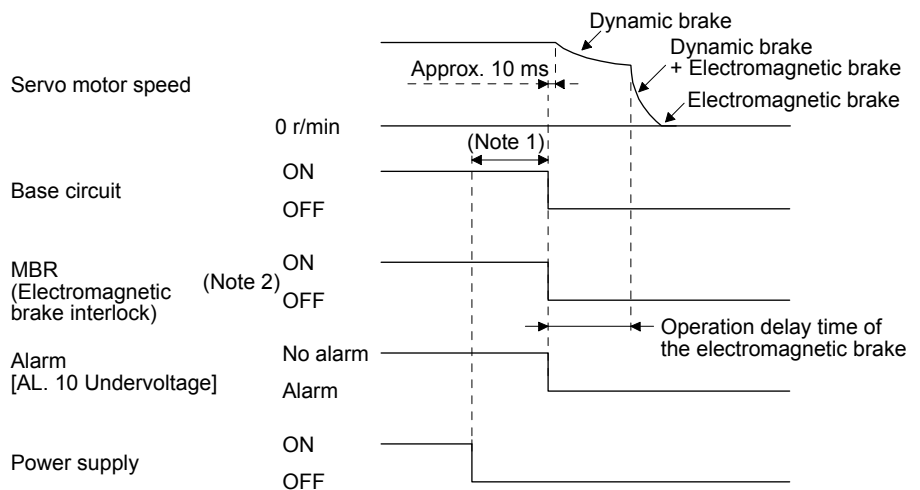 Dynamic brake
Dynamic brake
+ Electromagnetic brake
Approx. 10 ms
Servo motor speed
Electromagnetic brake
0 r/min
(Note 1)
ON
Base circuit
OFF
MBR
(Electromagnetic
brake interlock)
(Note 2)
ON
OFF
Operation delay time of
the electromagnetic brake
No alarm
Alarm
[AL. 10 Undervoltage]
Alarm
ON
Power supply
OFF